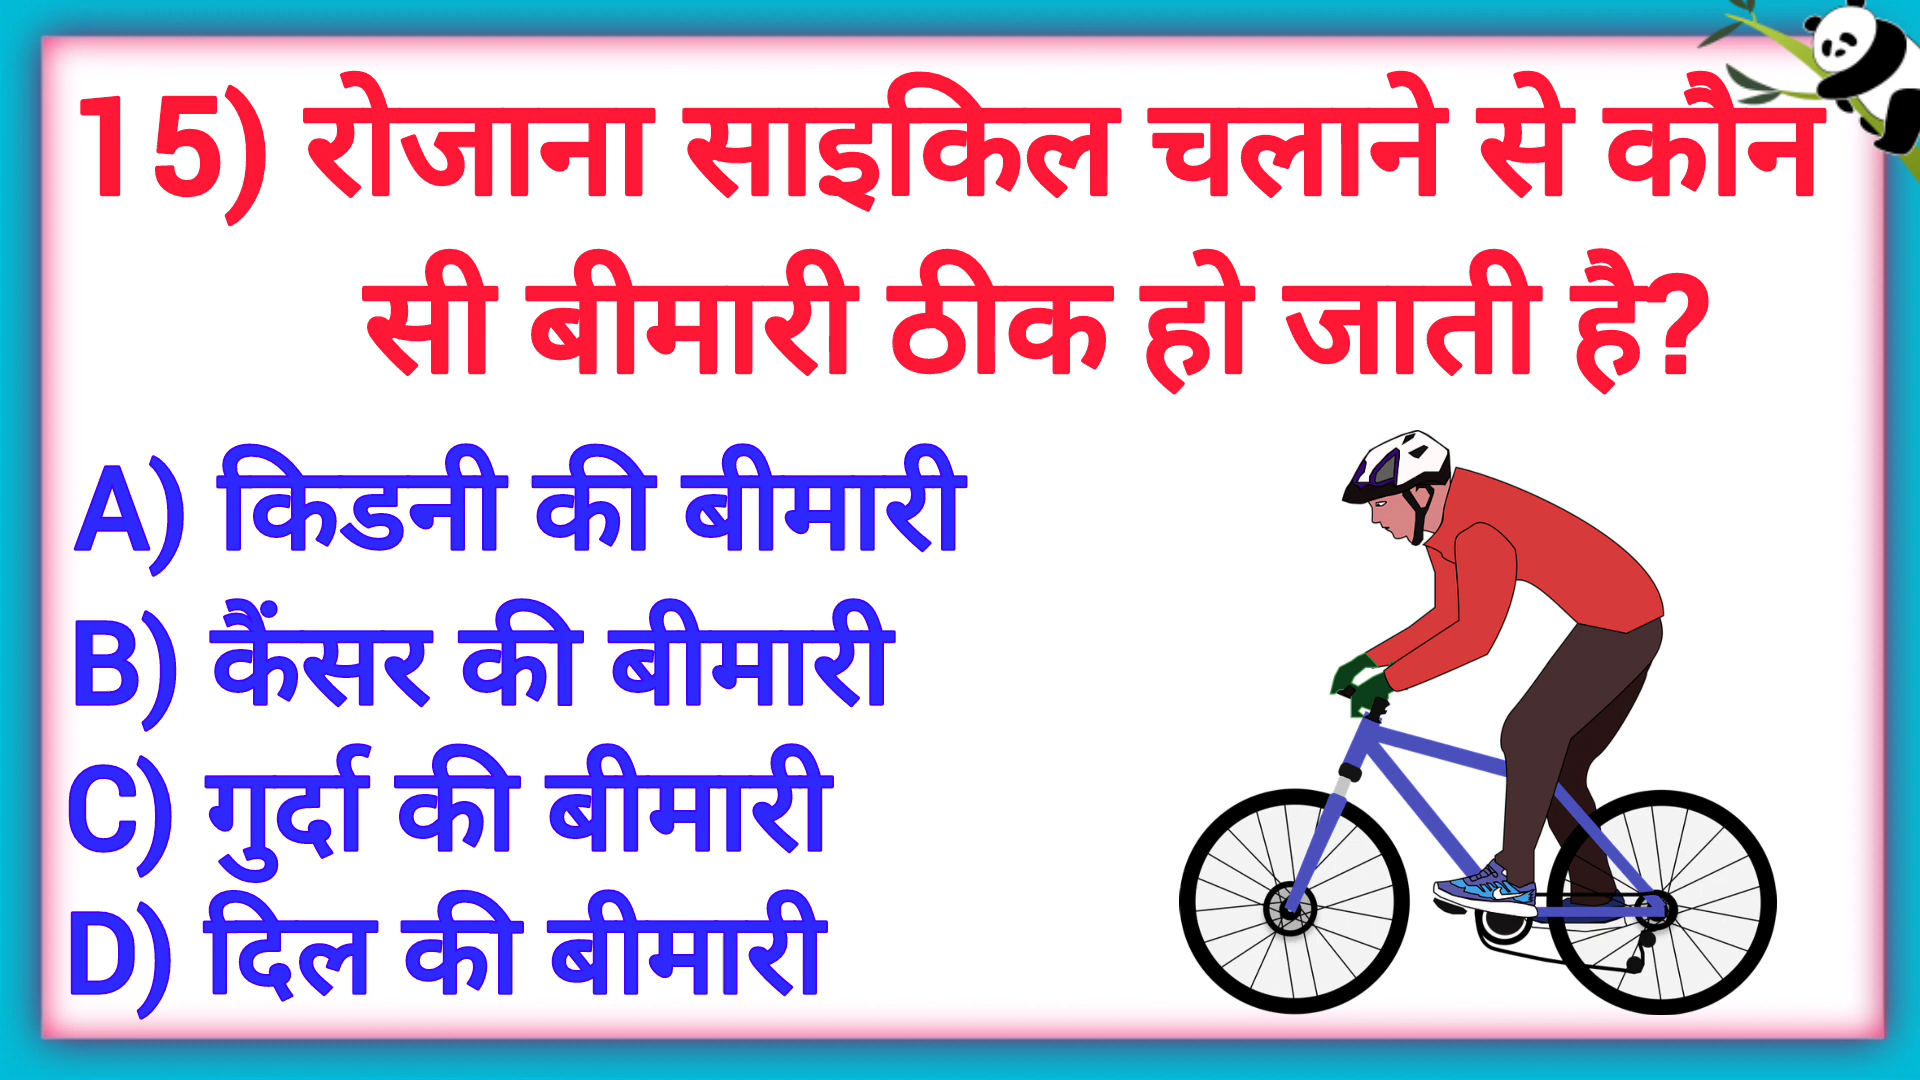 15) रोजाना साइकिल चलाने से कौन
सी बीमारी ठीक हो जाती है?
A) किडनी की बीमारी
B) कैंसर की बीमारी
C) गुर्दा की बीमारी
D) दिल की बीमारी